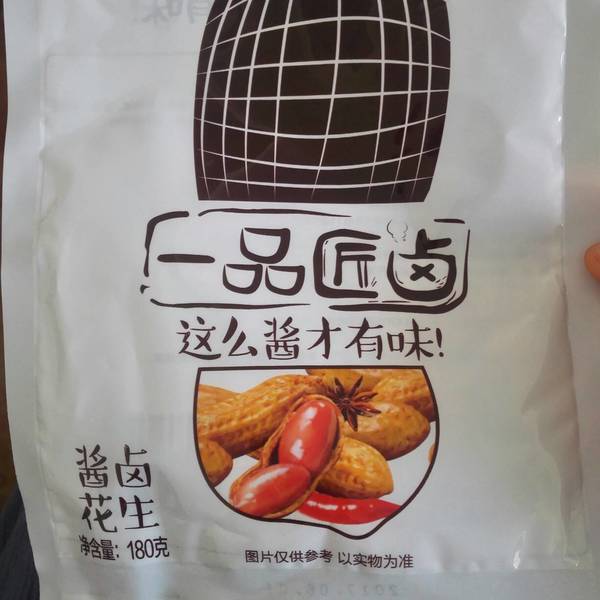 一品匠卤
这么酱才有味!
酱卤
花生
净含量: 180克
图片仅供参考 以实物为准